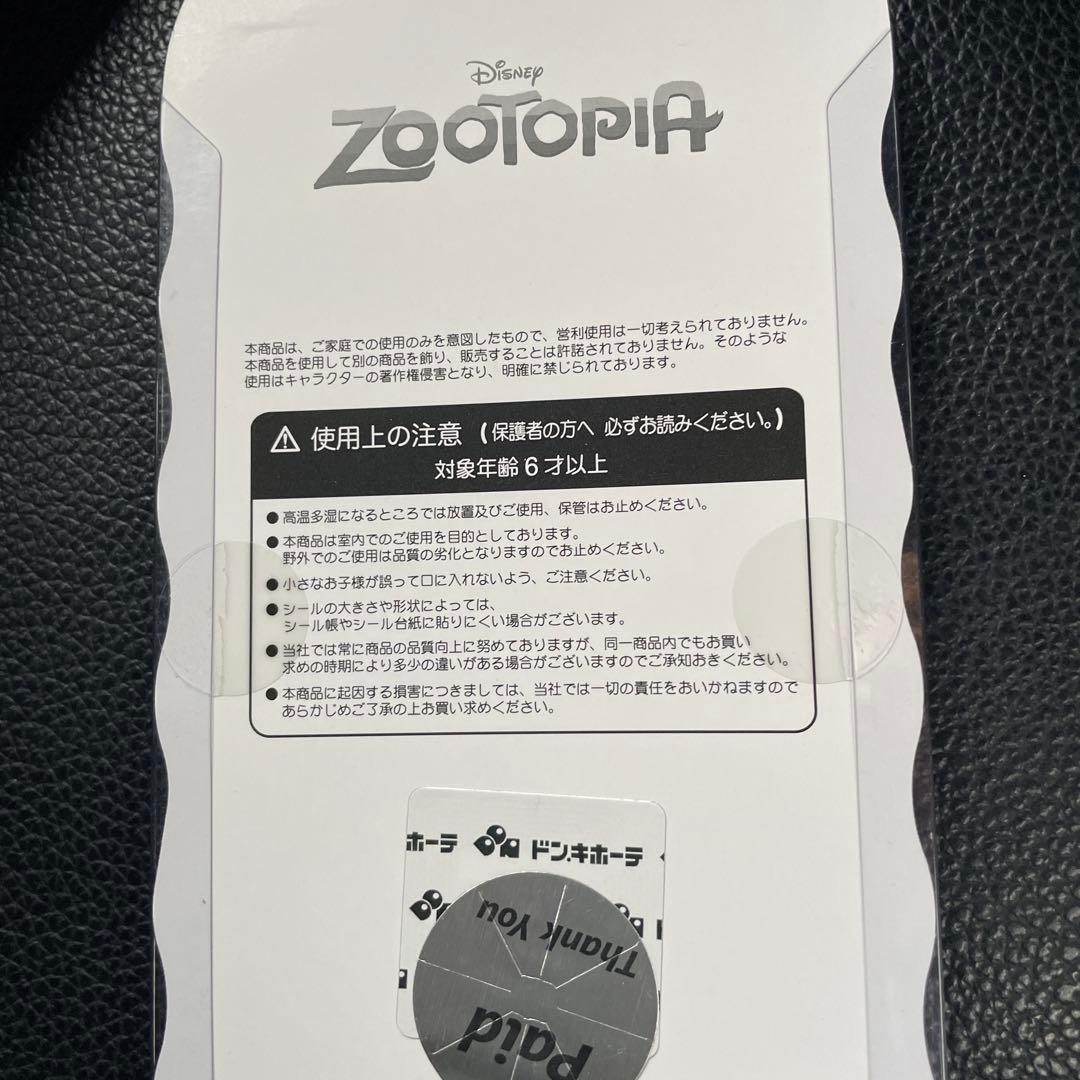 Disney
ZOOTOPIA
本商品は、ご家庭での使用のみを意図したもので、営利使用は一切考えられておりません。
本商品を使用して別の商品を飾り、販売することは許諾されておりません。そのような
使用はキャラクターの著作権侵害となり、明確に禁じられております。
⚠ 使用上の注意 (保護者の方へ 必ずお読みください。)
対象年齢6才以上
●高温多湿になるところでは放置及びご使用、保管はお止めください。
●本商品は室内でのご使用を目的としております。
野外でのご使用は品質の劣化となりますのでお止めください。
●小さなお子様が誤って口に入れないよう、ご注意ください。
●シールの大きさや形状によっては、
シール帳やシール台紙に貼りにくい場合がございます。
●当社では常に商品の品質向上に努めておりますが、同一商品内でもお買い
求めの時期により多少の違いがある場合がございますのでご承知おきください。
●本商品に起因する損害につきましては、当社では一切の責任をおいかねますので
あらかじめご了承の上お買い求めください。
ホーテ ドン.キホーテ
Thank You
Paid